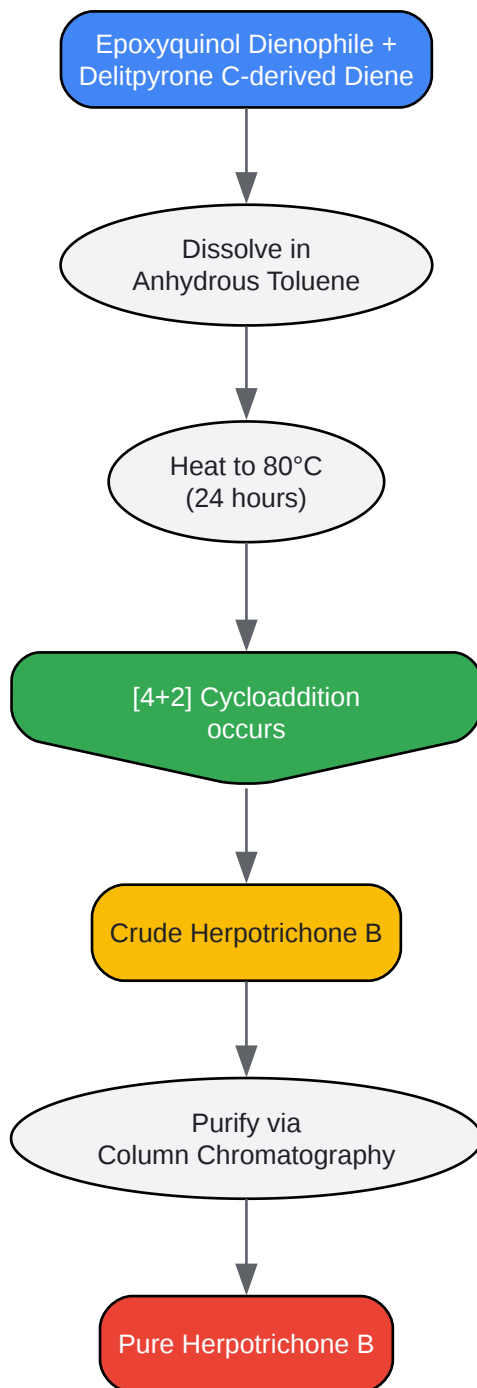 Epoxyquinol Dienophile +
Delitpyrone C-derived Diene
Dissolve in
Anhydrous Toluene
Heat to 80°C
(24 hours)
[4+2] Cycloaddition
occurs
Crude Herpotrichone B
Purify via
Column Chromatography
Pure Herpotrichone B